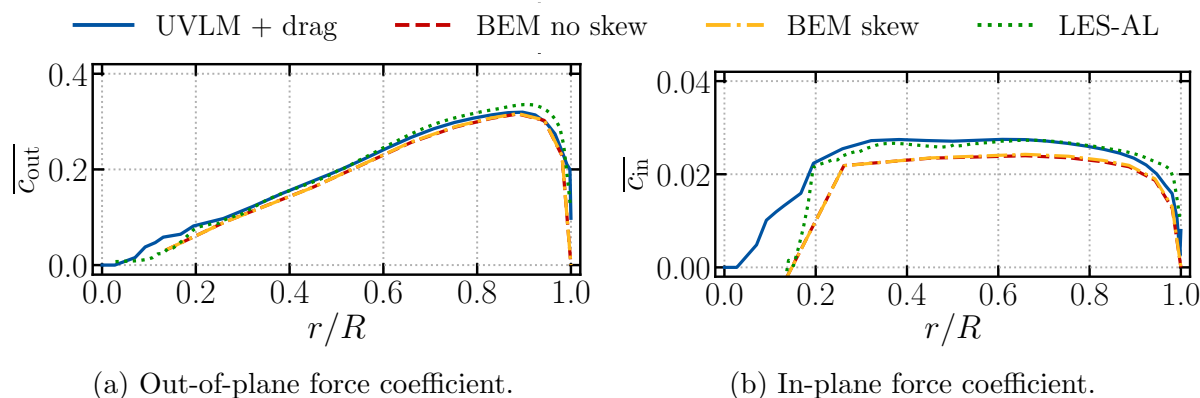 UVLM + drag BEM no skew BEM skew LES-AL
0.4
0.2
0.0
c_out
0.0 0.2 0.4 0.6 0.8 1.0
r/R
(a) Out-of-plane force coefficient.
0.04
0.02
0.00
c_in
0.0 0.2 0.4 0.6 0.8 1.0
r/R
(b) In-plane force coefficient.